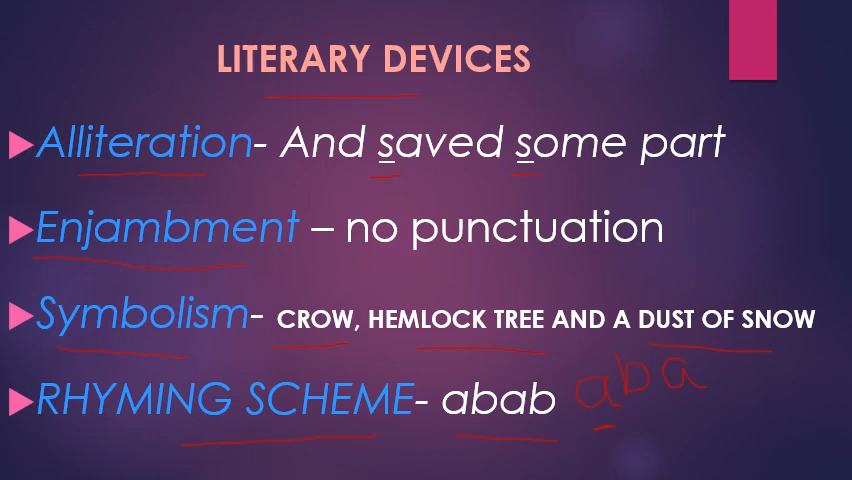 LITERARY DEVICES
Alliteration- And saved some part
Enjambment – no punctuation
Symbolism- CROW, HEMLOCK TREE AND A DUST OF SNOW
RHYMING SCHEME- abab aba